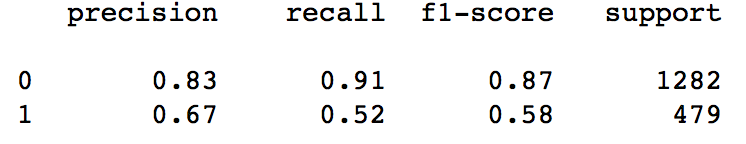 precision recall f1-score support
0 0.83 0.91 0.87 1282
1 0.67 0.52 0.58 479